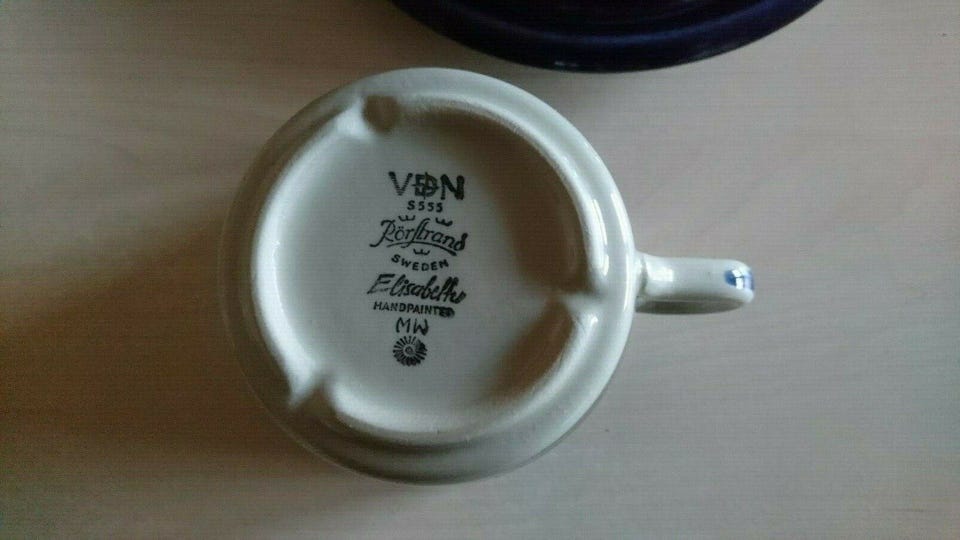 VDN
S555
Rörstrand
SWEDEN
Elisabeth
HANDPAINTED
MW